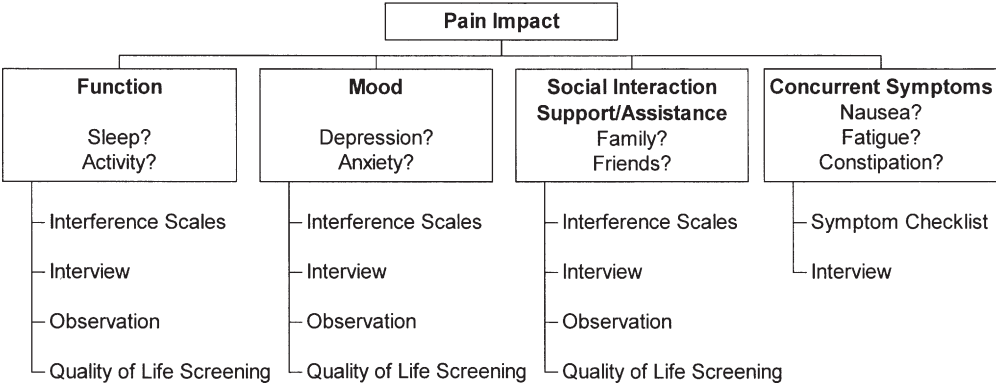 Pain Impact
Function
Sleep?
Activity?
Interference Scales
Interview
Observation
Quality of Life Screening
Mood
Depression?
Anxiety?
Interference Scales
Interview
Observation
Quality of Life Screening
Social Interaction
Support/Assistance
Family?
Friends?
Interference Scales
Interview
Observation
Quality of Life Screening
Concurrent Symptoms
Nausea?
Fatigue?
Constipation?
Symptom Checklist
Interview